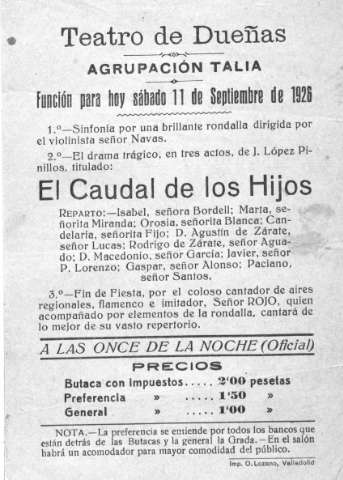 Teatro de Dueñas
AGRUPACIÓN TALIA
Función para hoy sábado 11 de Septiembre de 1926
1.º—Sinfonía por una brillante rondalla dirigida por
el violinista señor Navas.
2.º—El drama trágico, en tres actos, de J. López Pi-
nillos, titulado:
El Caudal de los Hijos
REPARTO:—Isabel, señora Bordell; Marta, se-
ñorita Miranda; Orosia, señorita Blanca; Can-
delaria, señorita Fijo; D. Agustín de Zárate,
señor Lucas; Rodrigo de Zárate, señor Agua-
do; D. Macedonio, señor García; Javier, señor
P. Lorenzo; Gaspar, señor Alonso; Paciano,
señor Santos.
3.º—Fin de Fiesta, por el coloso cantador de aires
regionales, flamenco e imitador, Señor ROJO, quien
acompañado por elementos de la rondalla, cantará de
lo mejor de su vasto repertorio.
A LAS ONCE DE LA NOCHE (Oficial)
PRECIOS
Butaca con impuestos..... 2'00 pesetas
Preferencia » ..... 1'50 »
General » ..... 1'00 »
NOTA.—La preferencia se entiende por todos los bancos que
están detrás de las Butacas y la general la Grada.—En el salón
habrá un acomodador para mayor comodidad del público.
Imp. O. Lozano, Valladolid